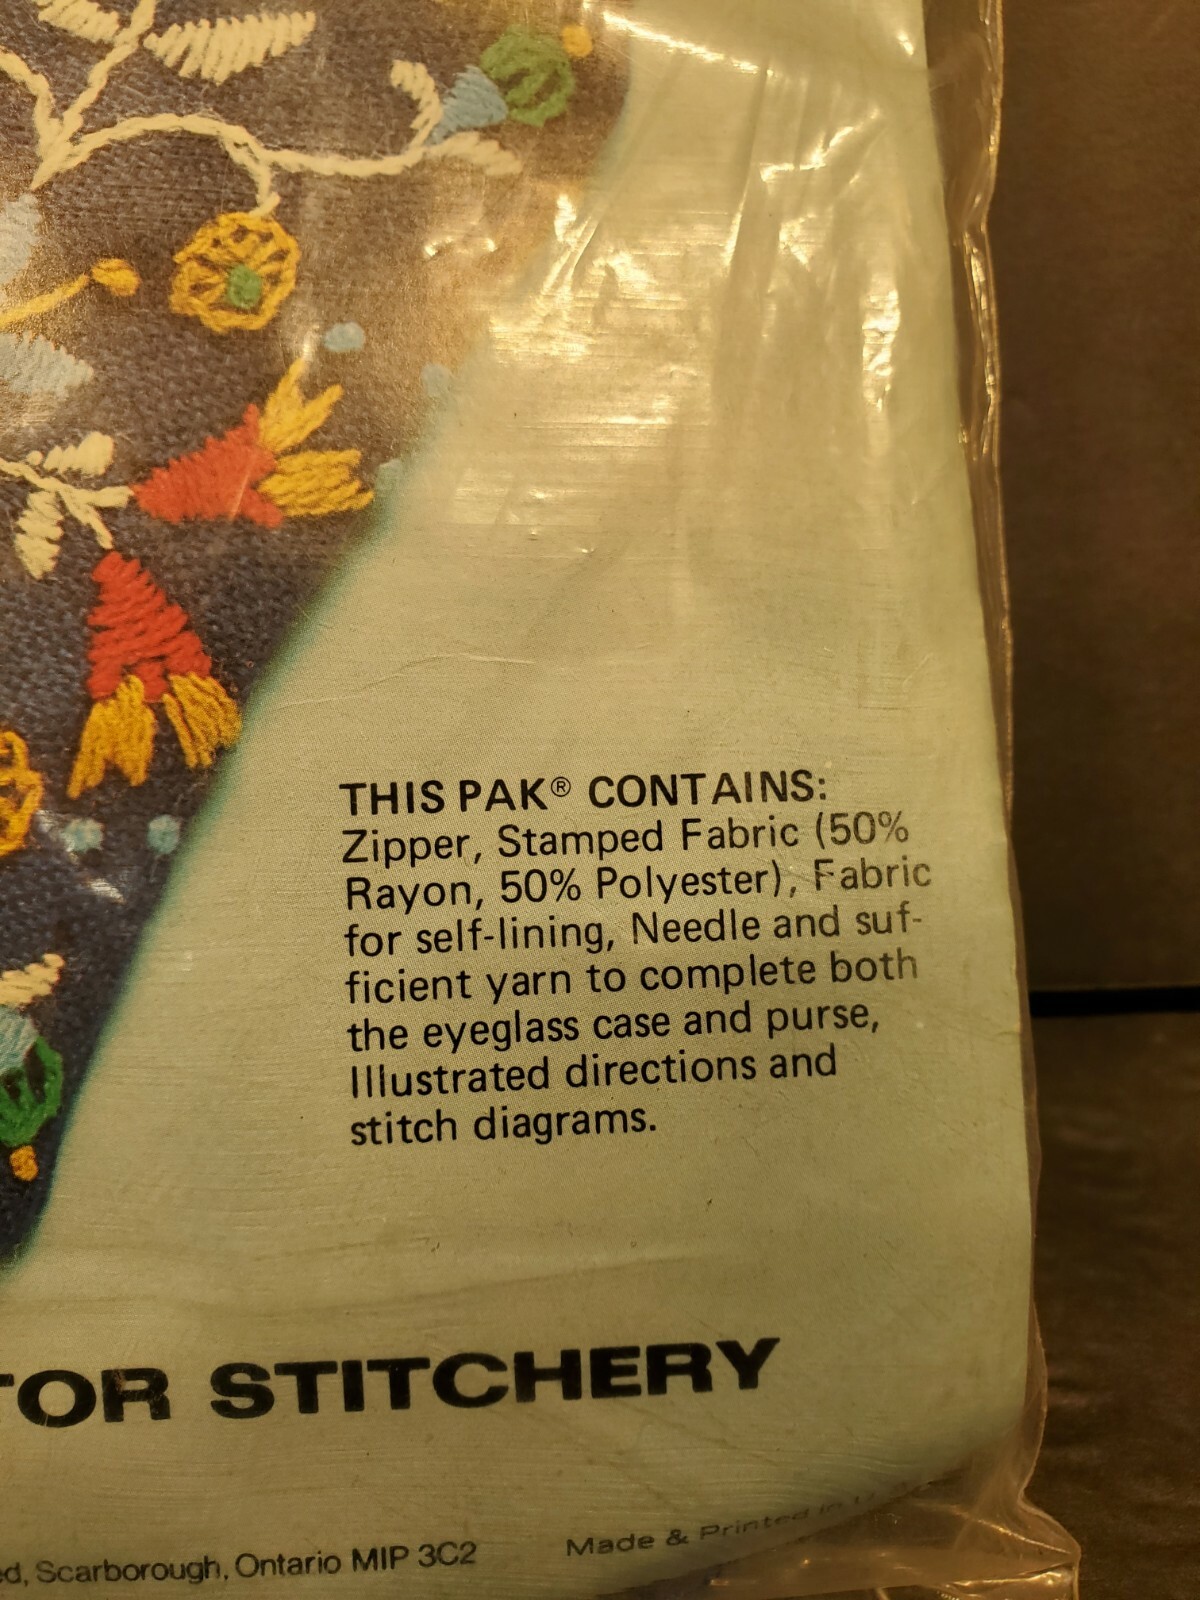 THIS PAK® CONTAINS:
Zipper, Stamped Fabric (50%
Rayon, 50% Polyester), Fabric
for self-lining, Needle and suf-
ficient yarn to complete both
the eyeglass case and purse,
Illustrated directions and
stitch diagrams.
TOR STITCHERY
ed, Scarborough, Ontario MIP 3C2
Made & Printed in